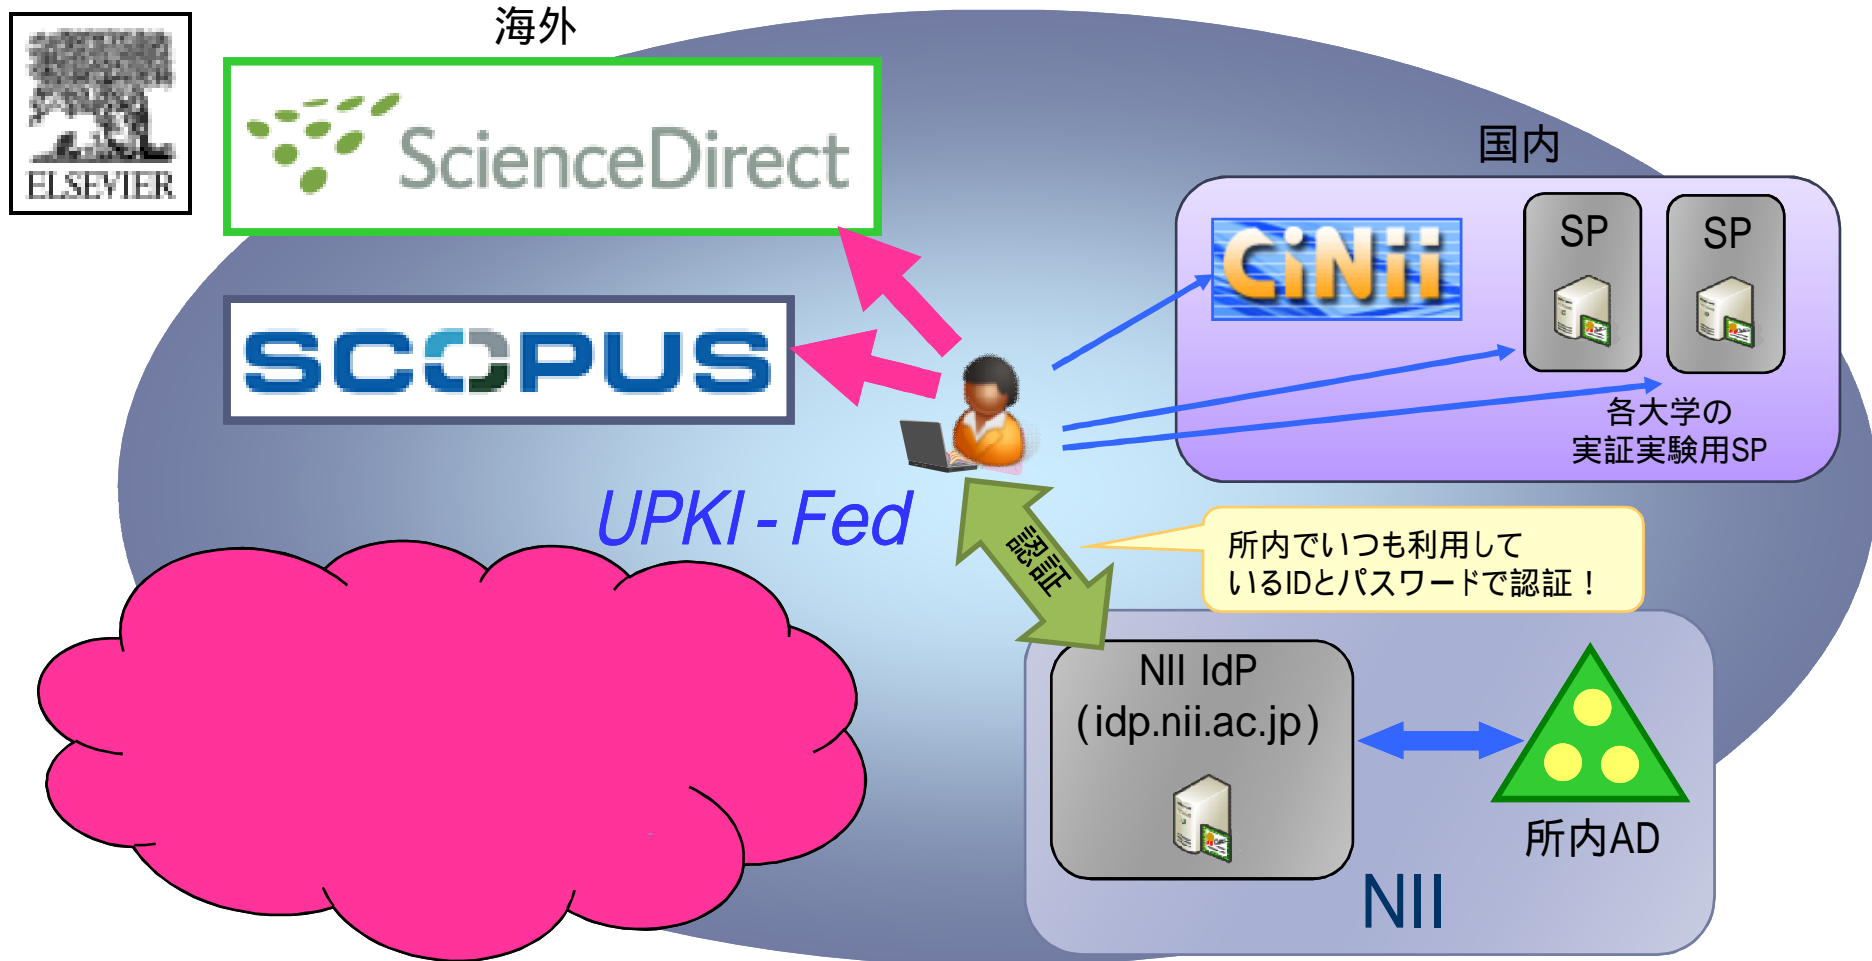 海外
ELSEVIER
ScienceDirect
SCOPUS
国内
CiNii
SP
SP
各大学の
実証実験用SP
UPKI - Fed
認証
所内でいつも利用して
いるIDとパスワードで認証！
NII IdP
(idp.nii.ac.jp)
所内AD
NII